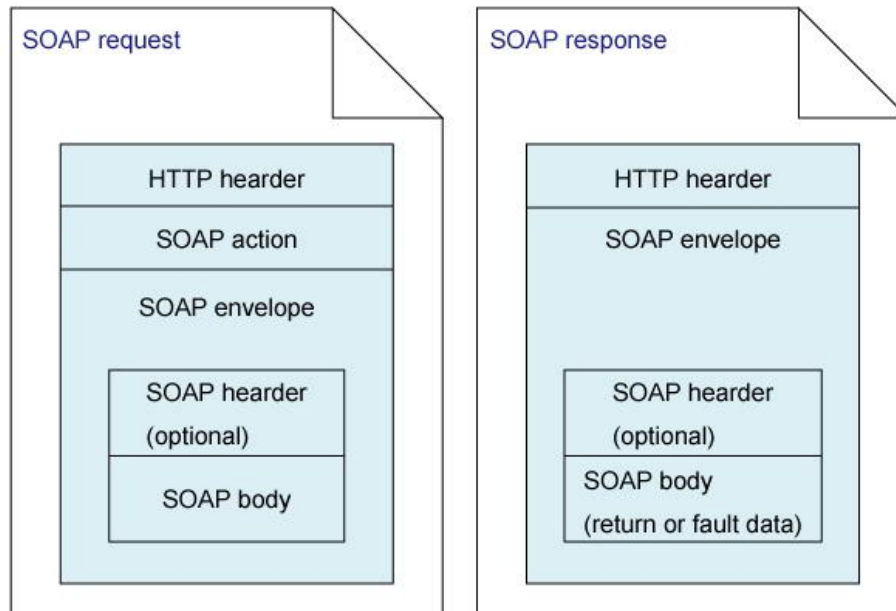 SOAP request
HTTP hearder
SOAP action
SOAP envelope
SOAP hearder
(optional)
SOAP body
SOAP response
HTTP hearder
SOAP envelope
SOAP hearder
(optional)
SOAP body
(return or fault data)